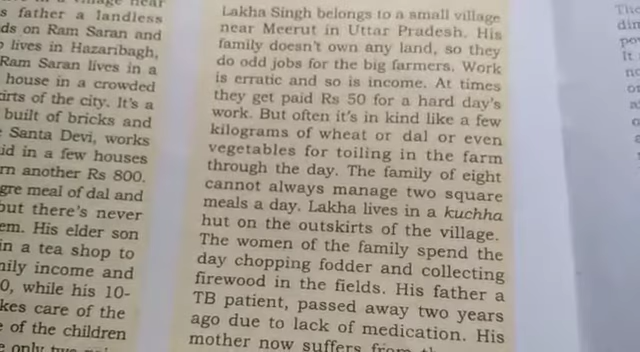 s father a landless
ds on Ram Saran and
lives in Hazaribagh,
Ram Saran lives in a
house in a crowded
irts of the city. It's a
built of bricks and
Santa Devi, works
id in a few houses
rn another Rs 800.
gre meal of dal and
out there's never
em. His elder son
in a tea shop to
nily income and
0, while his 10-
kes care of the
of the children
only
Lakha Singh belongs to a small village
near Meerut in Uttar Pradesh. His
family doesn't own any land, so they
do odd jobs for the big farmers. Work
is erratic and so is income. At times
they get paid Rs 50 for a hard day's
work. But often it's in kind like a few
kilograms of wheat or dal or even
vegetables for toiling in the farm
through the day. The family of eight
cannot always manage two square
meals a day. Lakha lives in a kuchha
hut on the outskirts of the village.
The women of the family spend the
day chopping fodder and collecting
firewood in the fields. His father a
TB patient, passed away two years
ago due to lack of medication. His
mother now suffers from
The
dim
pov
It